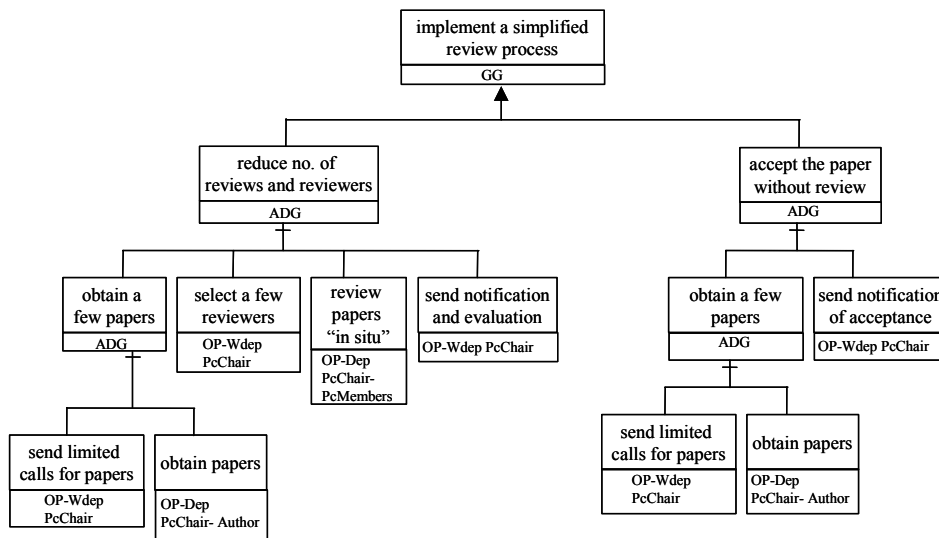 implement a simplified
review process
GG
reduce no. of
reviews and reviewers
ADG
accept the paper
without review
ADG
obtain a
few papers
ADG
select a few
reviewers
OP-Wdep
PcChair
review
papers
“in situ”
OP-Dep
PcChair-
PcMembers
send notification
and evaluation
OP-Wdep PcChair
obtain a few
papers
ADG
send notification
of acceptance
OP-Wdep PcChair
send limited
calls for papers
OP-Wdep
PcChair
obtain papers
OP-Dep
PcChair- Author
send limited
calls for papers
OP-Wdep
PcChair
obtain papers
OP-Dep
PcChair- Author